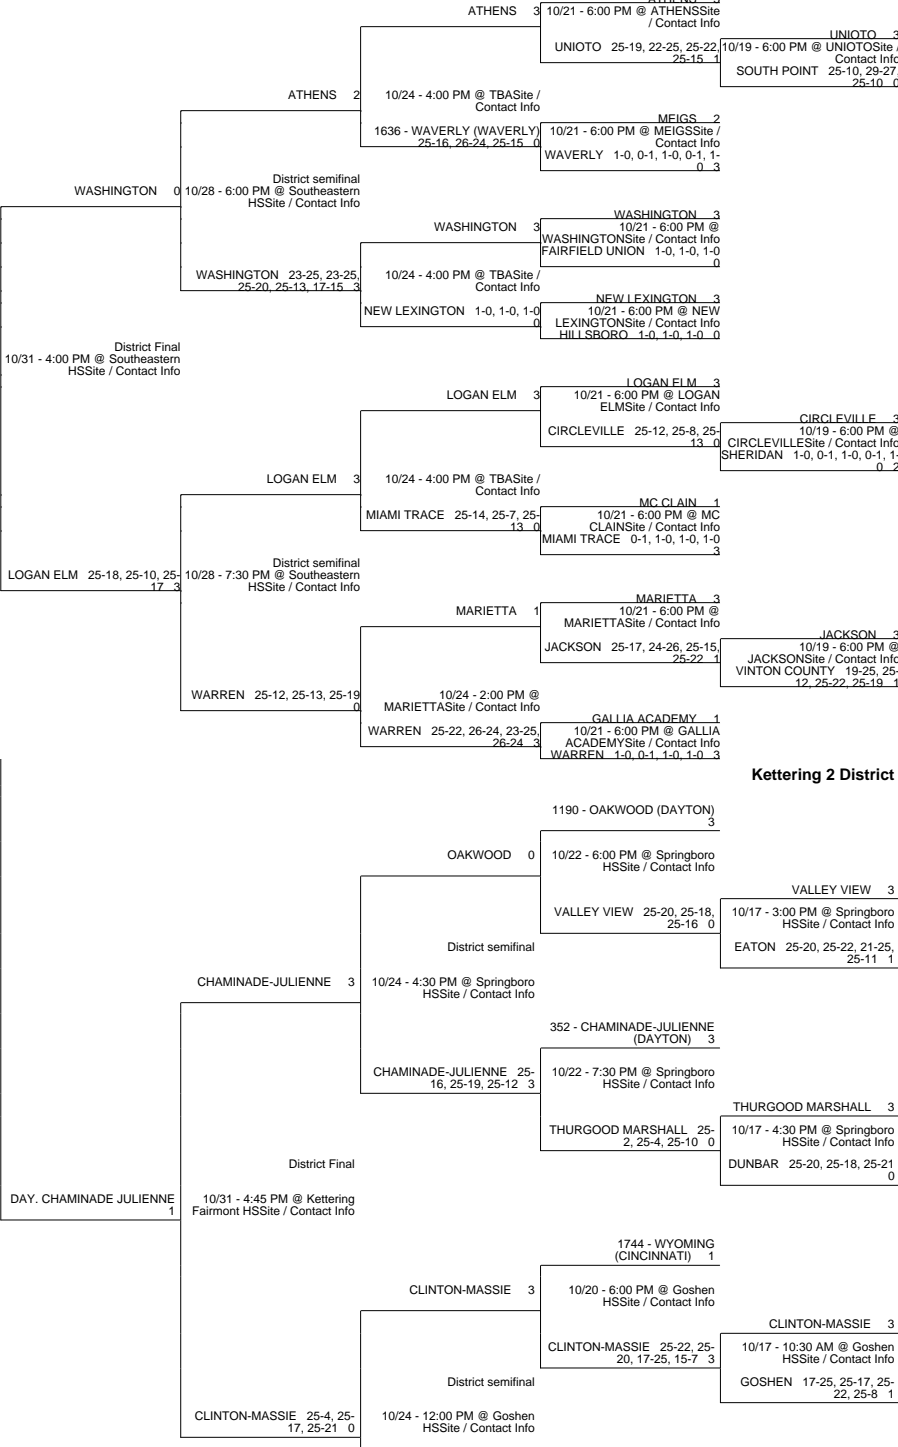 ATHENS 3
ATHENS 3
10/21 - 6:00 PM @ ATHENSSite
/ Contact Info
UNIOTO 3
UNIOTO 25-19, 22-25, 25-22,
25-15 1
10/19 - 6:00 PM @ UNIOTOSite /
Contact Info
SOUTH POINT 25-10, 29-27,
25-10 0
ATHENS 2
10/24 - 4:00 PM @ TBASite /
Contact Info
MEIGS 2
1636 - WAVERLY (WAVERLY)
25-16, 26-24, 25-15 0
10/21 - 6:00 PM @ MEIGSSite /
Contact Info
WAVERLY 1-0, 0-1, 1-0, 0-1, 1-
0 3
WASHINGTON 0
District semifinal
10/28 - 6:00 PM @ Southeastern
HSSite / Contact Info
WASHINGTON 3
WASHINGTON 3
10/21 - 6:00 PM @
WASHINGTONSite / Contact Info
FAIRFIELD UNION 1-0, 1-0, 1-0
0
WASHINGTON 23-25, 23-25,
25-20, 25-13, 17-15 3
10/24 - 4:00 PM @ TBASite /
Contact Info
NEW LEXINGTON 3
NEW LEXINGTON 1-0, 1-0, 1-0
0
10/21 - 6:00 PM @ NEW
LEXINGTONSite / Contact Info
HILLSBORO 1-0, 1-0, 1-0 0
District Final
10/31 - 4:00 PM @ Southeastern
HSSite / Contact Info
LOGAN ELM 3
LOGAN ELM 3
10/21 - 6:00 PM @ LOGAN
ELMSite / Contact Info
CIRCLEVILLE 3
CIRCLEVILLE 25-12, 25-8, 25-
13 0
10/19 - 6:00 PM @
CIRCLEVILLESite / Contact Info
SHERIDAN 1-0, 0-1, 1-0, 0-1, 1-
0 2
LOGAN ELM 3
10/24 - 4:00 PM @ TBASite /
Contact Info
MC CLAIN 1
MIAMI TRACE 25-14, 25-7, 25-
13 0
10/21 - 6:00 PM @ MC
CLAINSite / Contact Info
MIAMI TRACE 0-1, 1-0, 1-0, 1-0
3
LOGAN ELM 25-18, 25-10, 25-
17 3
District semifinal
10/28 - 7:30 PM @ Southeastern
HSSite / Contact Info
MARIETTA 1
MARIETTA 3
10/21 - 6:00 PM @
MARIETTASite / Contact Info
JACKSON 3
JACKSON 25-17, 24-26, 25-15,
25-22 1
10/19 - 6:00 PM @
JACKSONSite / Contact Info
VINTON COUNTY 19-25, 25-
12, 25-22, 25-19 1
WARREN 25-12, 25-13, 25-19
0
10/24 - 2:00 PM @
MARIETTASite / Contact Info
GALLIA ACADEMY 1
WARREN 25-22, 26-24, 23-25,
26-24 3
10/21 - 6:00 PM @ GALLIA
ACADEMYSite / Contact Info
WARREN 1-0, 0-1, 1-0, 1-0 3
Kettering 2 District
1190 - OAKWOOD (DAYTON)
3
OAKWOOD 0
10/22 - 6:00 PM @ Springboro
HSSite / Contact Info
VALLEY VIEW 3
VALLEY VIEW 25-20, 25-18,
25-16 0
10/17 - 3:00 PM @ Springboro
HSSite / Contact Info
EATON 25-20, 25-22, 21-25,
25-11 1
District semifinal
CHAMINADE-JULIENNE 3
10/24 - 4:30 PM @ Springboro
HSSite / Contact Info
352 - CHAMINADE-JULIENNE
(DAYTON) 3
CHAMINADE-JULIENNE 25-
16, 25-19, 25-12 3
10/22 - 7:30 PM @ Springboro
HSSite / Contact Info
THURGOOD MARSHALL 3
THURGOOD MARSHALL 25-
2, 25-4, 25-10 0
10/17 - 4:30 PM @ Springboro
HSSite / Contact Info
DUNBAR 25-20, 25-18, 25-21
0
District Final
DAY. CHAMINADE JULIENNE
1
10/31 - 4:45 PM @ Kettering
Fairmont HSSite / Contact Info
1744 - WYOMING
(CINCINNATI) 1
CLINTON-MASSIE 3
10/20 - 6:00 PM @ Goshen
HSSite / Contact Info
CLINTON-MASSIE 3
CLINTON-MASSIE 25-22, 25-
20, 17-25, 15-7 3
10/17 - 10:30 AM @ Goshen
HSSite / Contact Info
GOSHEN 17-25, 25-17, 25-
22, 25-8 1
District semifinal
CLINTON-MASSIE 25-4, 25-
17, 25-21 0
10/24 - 12:00 PM @ Goshen
HSSite / Contact Info